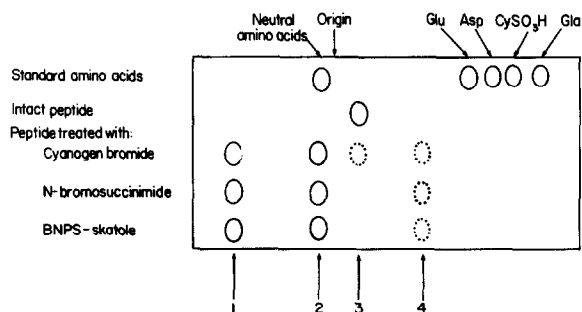 Neutral amino acids Origin Glu Asp CySO3H Gla
Standard amino acids
Intact peptide
Peptide treated with:
Cyanogen bromide
N-bromosuccinimide
BNPS-skatole
1 2 3 4